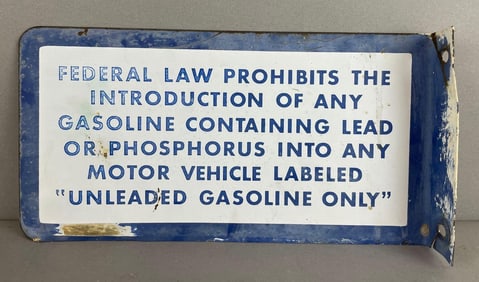 FEDERAL LAW PROHIBITS THE
INTRODUCTION OF ANY
GASOLINE CONTAINING LEAD
OR PHOSPHORUS INTO ANY
MOTOR VEHICLE LABELED
"UNLEADED GASOLINE ONLY"